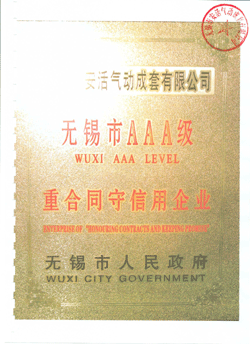 安活气动成套有限公司
无锡市AAA级
WUXI AAA LEVEL
重合同守信用企业
ENTERPRISE OF "HONOURING CONTRACTS AND KEEPING PROMISE"
无锡市人民政府
WUXI CITY GOVERNMENT